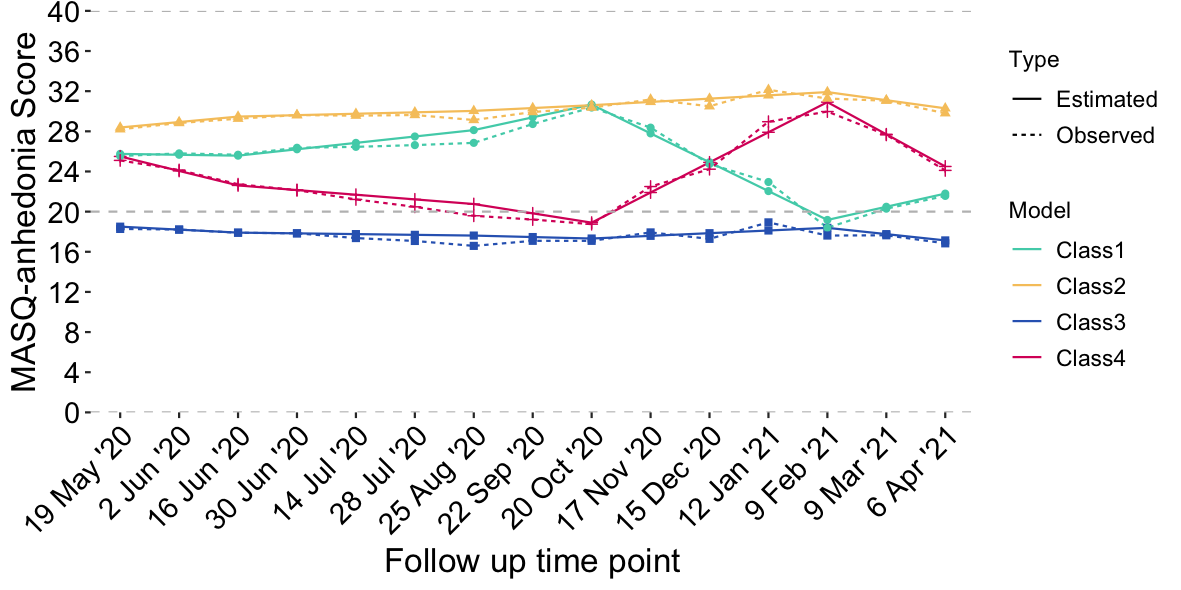 MASQ-anhedonia Score
40
36
32
28
24
20
16
12
8
4
0
19 May '20
2 Jun '20
16 Jun '20
30 Jun '20
14 Jul '20
28 Jul '20
25 Aug '20
22 Sep '20
20 Oct '20
17 Nov '20
15 Dec '20
12 Jan '21
9 Feb '21
9 Mar '21
6 Apr '21
Follow up time point
Type
Estimated
Observed
Model
Class1
Class2
Class3
Class4